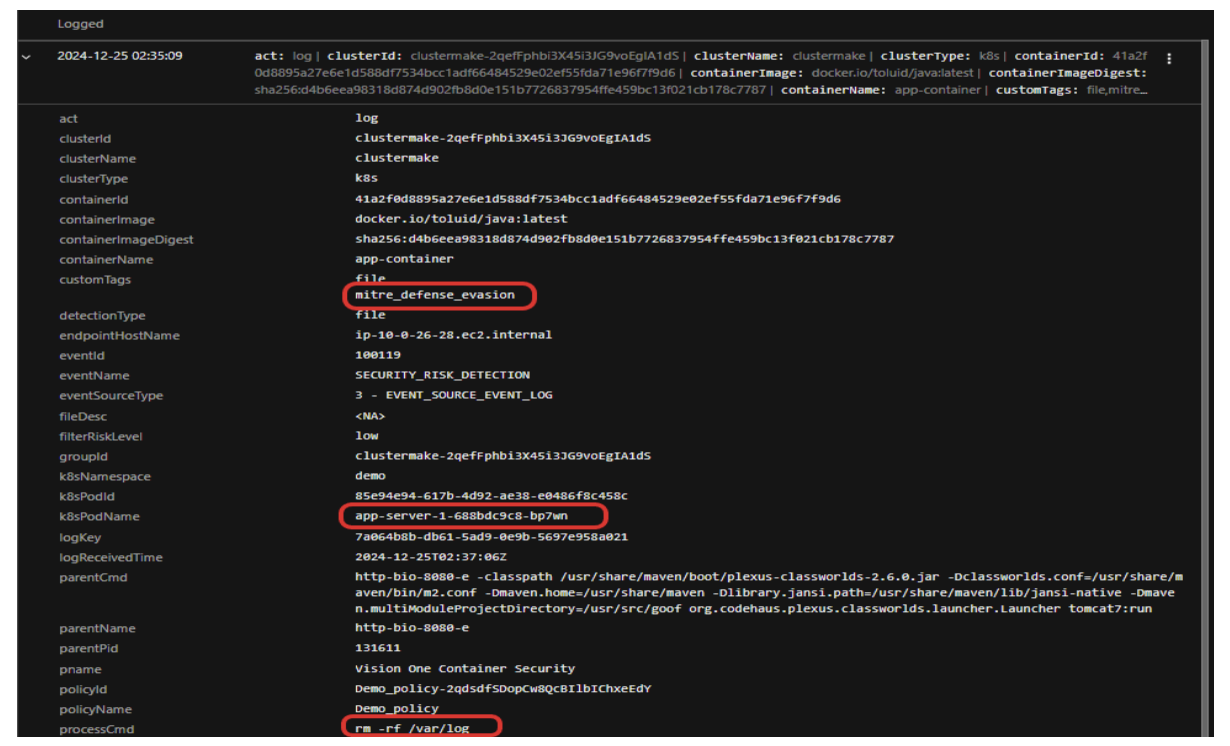 Logged
2024-12-25 02:35:09 act: log | clusterId: clustermake-2qefFphbi3X45i3JG9voEgIA1dS | clusterName: clustermake | clusterType: k8s | containerId: 41a2f
0d8895a27e6e1d588df7534bcc1adf66484529e02ef55fda71e96f7f9d6 | containerImage: docker.io/toluid/java:latest | containerImageDigest:
sha256:d4b6eea98318d874d902fb8d0e151b7726837954ffe459bc13f021cb178c7787 | containerName: app-container | customTags: file,mitre_...
act log
clusterId clustermake-2qefFphbi3X45i3JG9voEgIA1dS
clusterName clustermake
clusterType k8s
containerId 41a2f0d8895a27e6e1d588df7534bcc1adf66484529e02ef55fda71e96f7f9d6
containerImage docker.io/toluid/java:latest
containerImageDigest sha256:d4b6eea98318d874d902fb8d0e151b7726837954ffe459bc13f021cb178c7787
containerName app-container
customTags file
mitre_defense_evasion
detectionType file
endpointHostName ip-10-0-26-28.ec2.internal
eventId 100119
eventName SECURITY_RISK_DETECTION
eventSourceType 3 - EVENT_SOURCE_EVENT_LOG
fileDesc <NA>
filterRiskLevel low
groupId clustermake-2qefFphbi3X45i3JG9voEgIA1dS
k8sNamespace demo
k8sPodId 85e94e94-617b-4d92-ae38-e0486f8c458c
k8sPodName app-server-1-688bdc9c8-bp7wn
logKey 7a064b8b-db61-5ad9-0e9b-5697e958a021
logReceivedTime 2024-12-25T02:37:06Z
parentCmd http-bio-8080-e -classpath /usr/share/maven/boot/plexus-classworlds-2.6.0.jar -Dclassworlds.conf=/usr/share/m
aven/bin/m2.conf -Dmaven.home=/usr/share/maven -Dlibrary.jansi.path=/usr/share/maven/lib/jansi-native -Dmave
n.multiModuleProjectDirectory=/usr/src/goof org.codehaus.plexus.classworlds.launcher.Launcher tomcat7:run
parentName http-bio-8080-e
parentPid 131611
pname Vision One Container Security
policyId Demo_policy-2qdsdfSDopCw8QcBIlbIChxeEdY
policyName Demo_policy
processCmd rm -rf /var/log